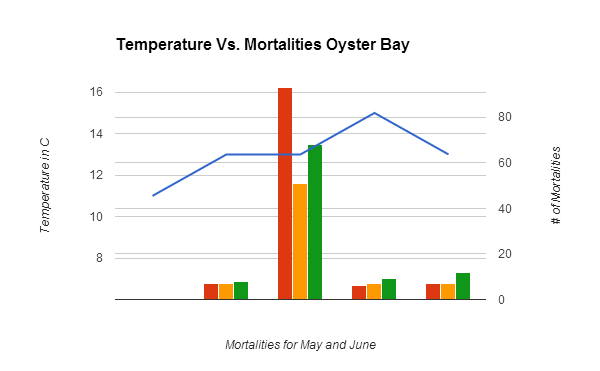 Temperature Vs. Mortalities Oyster Bay
16
14
12
10
8
80
60
40
20
0
Temperature in C
# of Mortalities
Mortalities for May and June